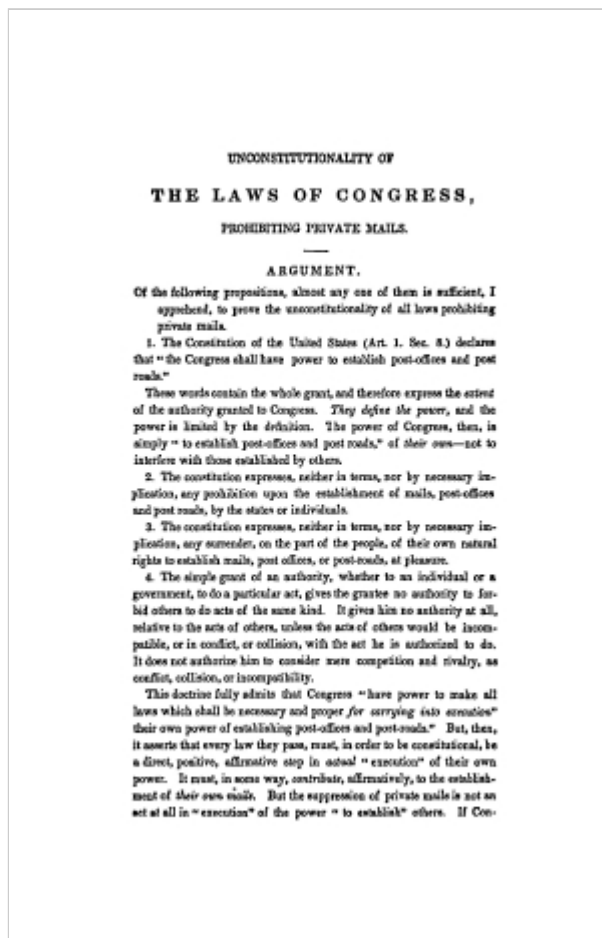 UNCONSTITUTIONALITY OF
THE LAWS OF CONGRESS,
PROHIBITING PRIVATE MAILS.
ARGUMENT.
Of the following propositions, almost any one of them is sufficient, I
apprehend, to prove the unconstitutionality of all laws prohibiting
private mails.
1. The Constitution of the United States (Art. 1. Sec. 8.) declares
that "the Congress shall have power to establish post-offices and post
roads."
These words contain the whole grant, and therefore express the extent
of the authority granted to Congress. They define the power, and the
power is limited by the definition. The power of Congress, then, is
simply "to establish post-offices and post roads," of their own—not to
interfere with those established by others.
2. The constitution expresses, neither in terms, nor by necessary im-
plication, any prohibition upon the establishment of mails, post-offices
and post roads, by the states or individuals.
3. The constitution expresses, neither in terms, nor by necessary im-
plication, any surrender, on the part of the people, of their own natural
rights to establish mails, post offices, or post-roads, at pleasure.
4. The simple grant of an authority, whether to an individual or a
government, to do a particular act, gives the grantee no authority to for-
bid others to do acts of the same kind. It gives him no authority at all,
relative to the acts of others, unless the acts of others would be incom-
patible, or in conflict, or collision, with the act he is authorized to do.
It does not authorize him to consider mere competition and rivalry, as
conflict, collision, or incompatibility.
This doctrine fully admits that Congress "have power to make all
laws which shall be necessary and proper for carrying into execution"
their own power of establishing post-offices and post-roads." But, then,
it asserts that every law they pass, must, in order to be constitutional, be
a direct, positive, affirmative step in actual "execution" of their own
power. It must, in some way, contribute, affirmatively, to the establish-
ment of their own mails. But the suppression of private mails is not an
act at all in "execution" of the power "to establish" others. If Con-